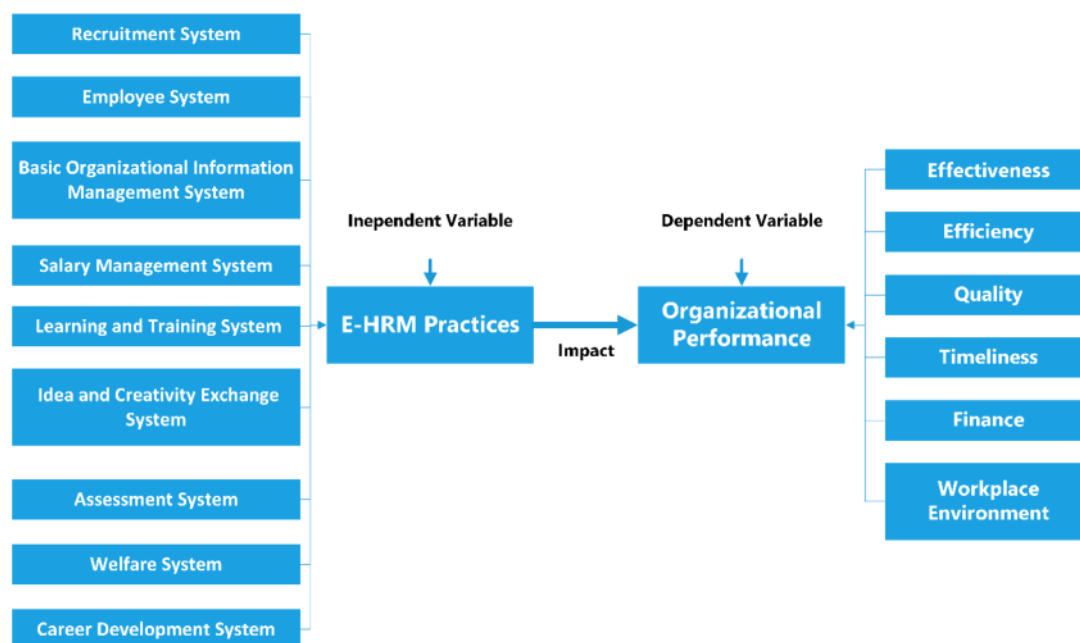 Recruitment System
Employee System
Basic Organizational Information
Management System
Salary Management System
Learning and Training System
Idea and Creativity Exchange
System
Assessment System
Welfare System
Career Development System
Inependent Variable
E-HRM Practices
Impact
Dependent Variable
Organizational
Performance
Effectiveness
Efficiency
Quality
Timeliness
Finance
Workplace
Environment